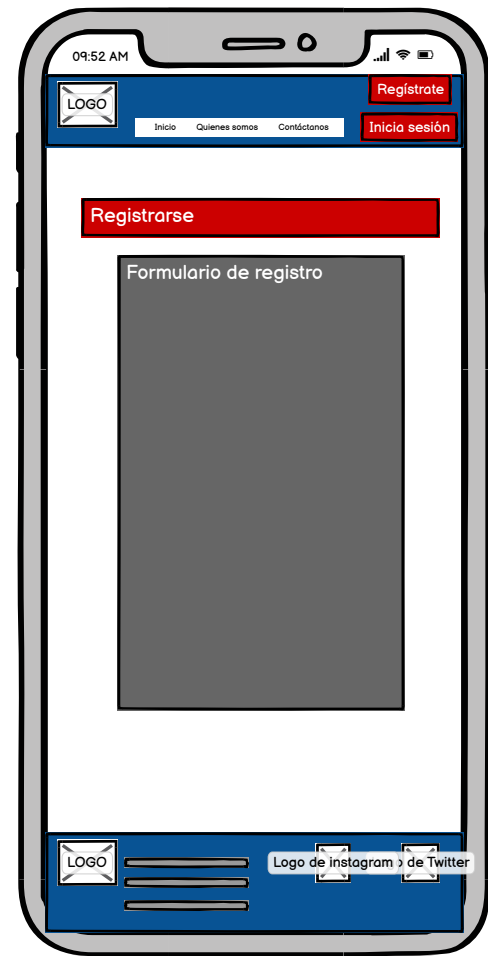 09:52 AM
LOGO
Regístrate
Inicio Quienes somos Contáctanos
Inicia sesión
Registrarse
Formulario de registro
LOGO
Logo de instagram
de Twitter